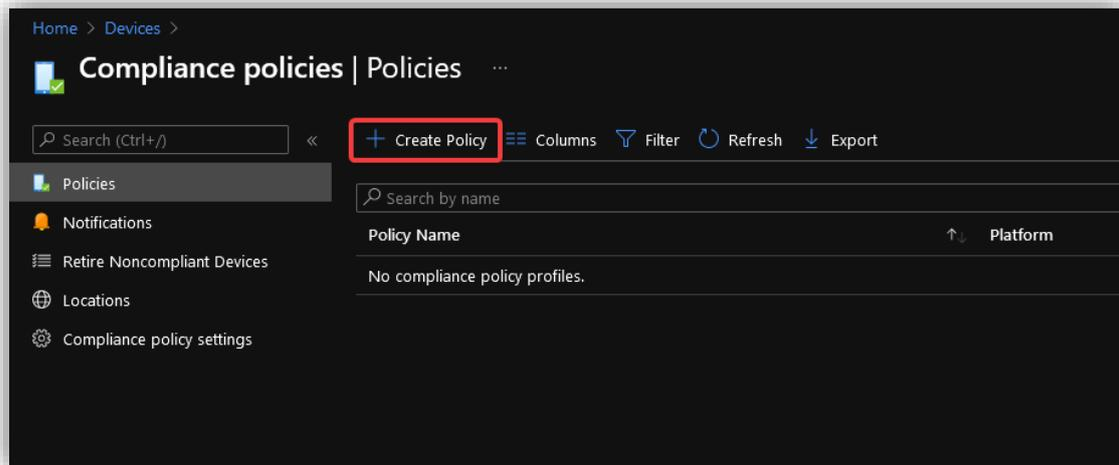 Home > Devices >
Compliance policies | Policies ...
Search (Ctrl+/) «
Policies
Notifications
Retire Noncompliant Devices
Locations
Compliance policy settings
+ Create Policy Columns Filter Refresh Export
Search by name
Policy Name ↑↓ Platform
No compliance policy profiles.